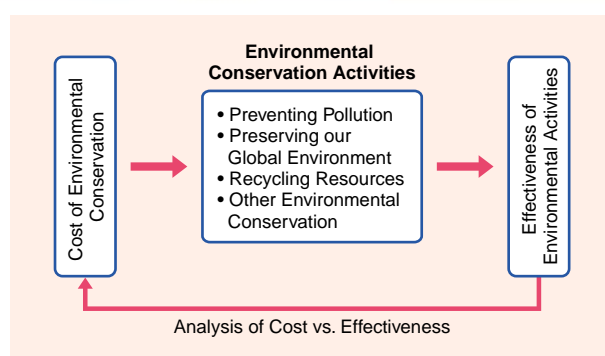 Environmental
Conservation Activities
Cost of Environmental
Conservation
• Preventing Pollution
• Preserving our
Global Environment
• Recycling Resources
• Other Environmental
Conservation
Effectiveness of
Environmental Activities
Analysis of Cost vs. Effectiveness